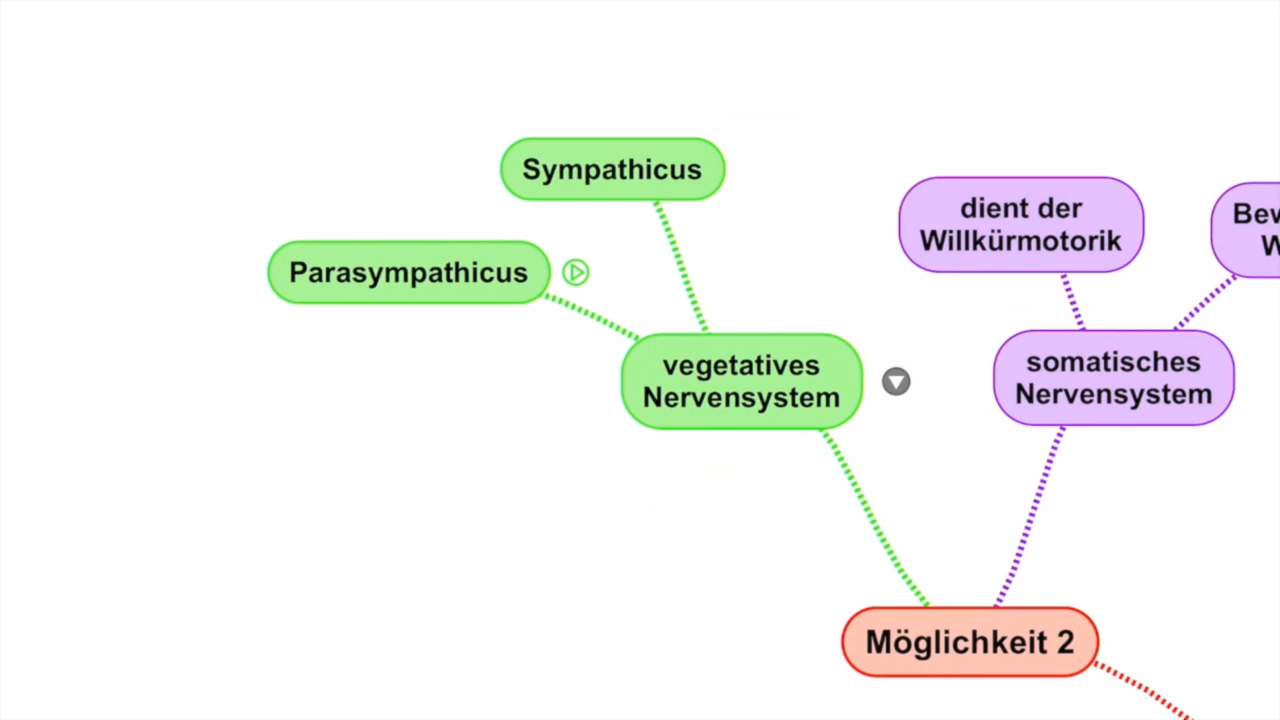 Sympathicus
Parasympathicus
vegetatives
Nervensystem
dient der
Willkürmotorik
somatisches
Nervensystem
Möglichkeit 2